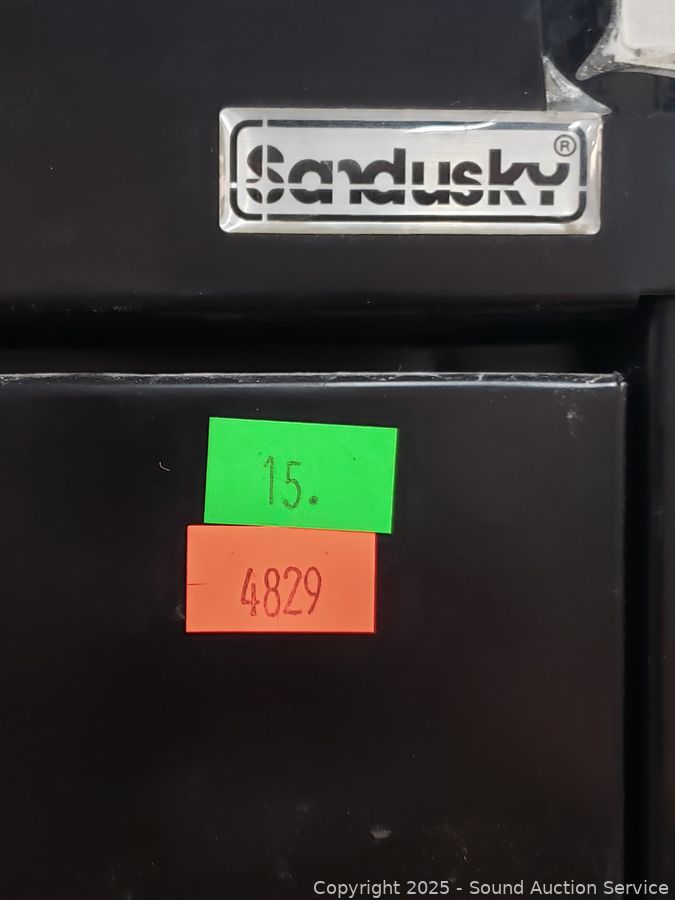 Sandusky®
15.
4829
Copyright 2025 - Sound Auction Service